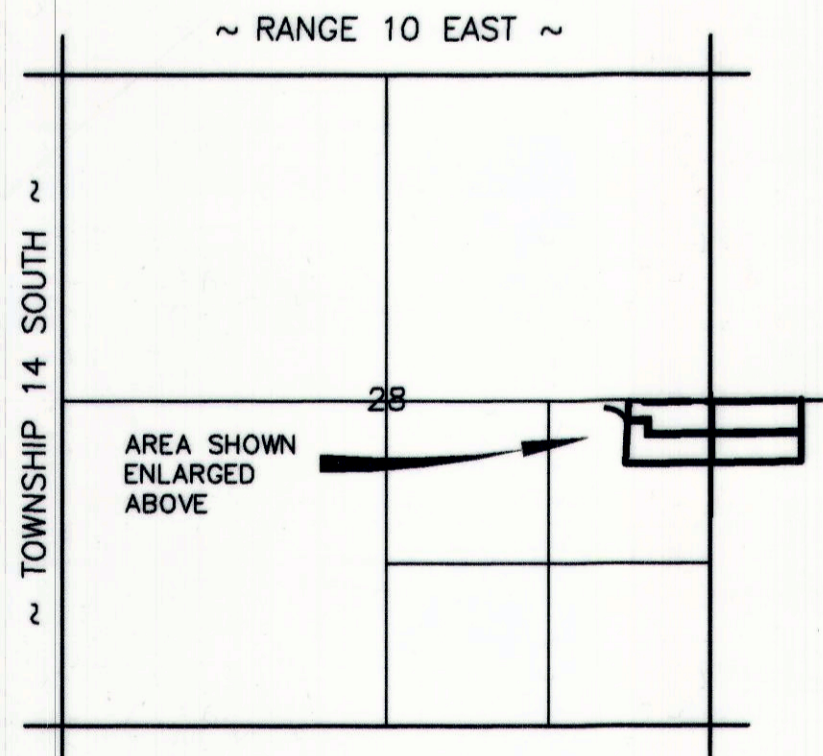 ~ RANGE 10 EAST ~
~ TOWNSHIP 14 SOUTH ~
28
AREA SHOWN
ENLARGED
ABOVE